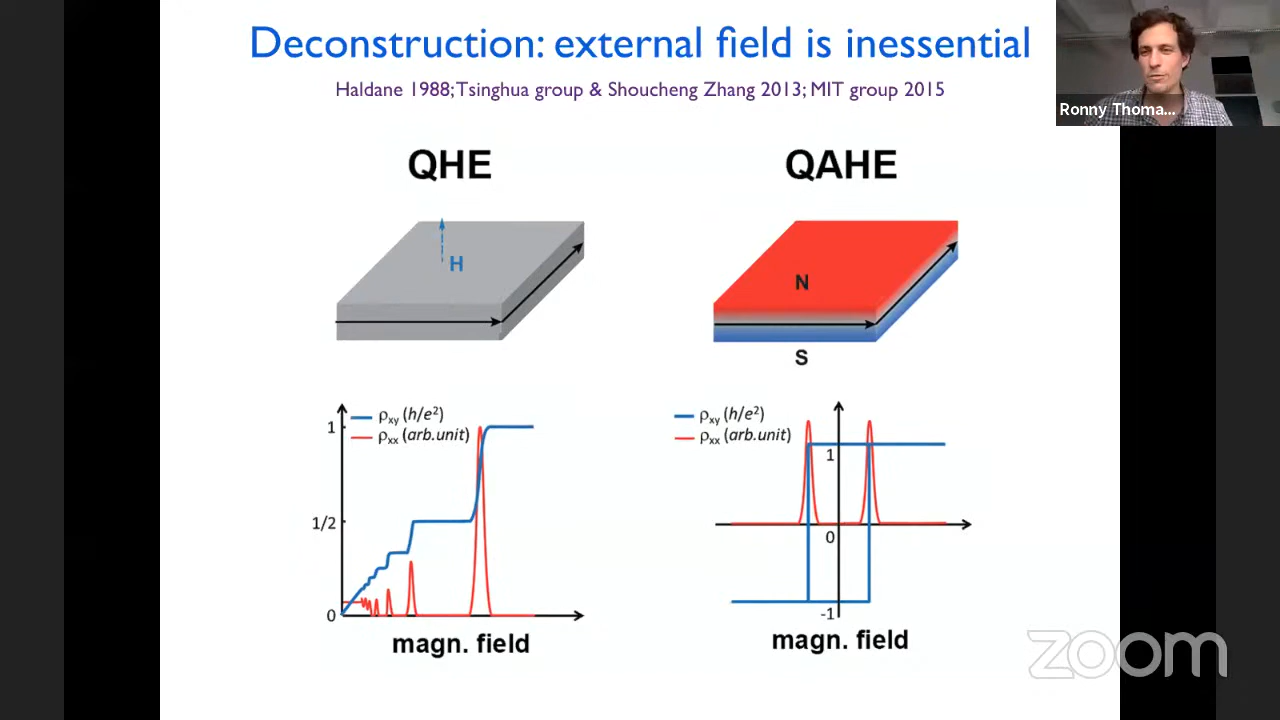 Deconstruction: external field is inessential
Haldane 1988; Tsinghua group & Shoucheng Zhang 2013; MIT group 2015
Ronny Thoma...
QHE
QAHE
H
N
S
ρxy (h/e²)
ρxx (arb.unit)
1
1/2
0
magn. field
ρxy (h/e²)
ρxx (arb.unit)
1
0
-1
magn. field
zoom